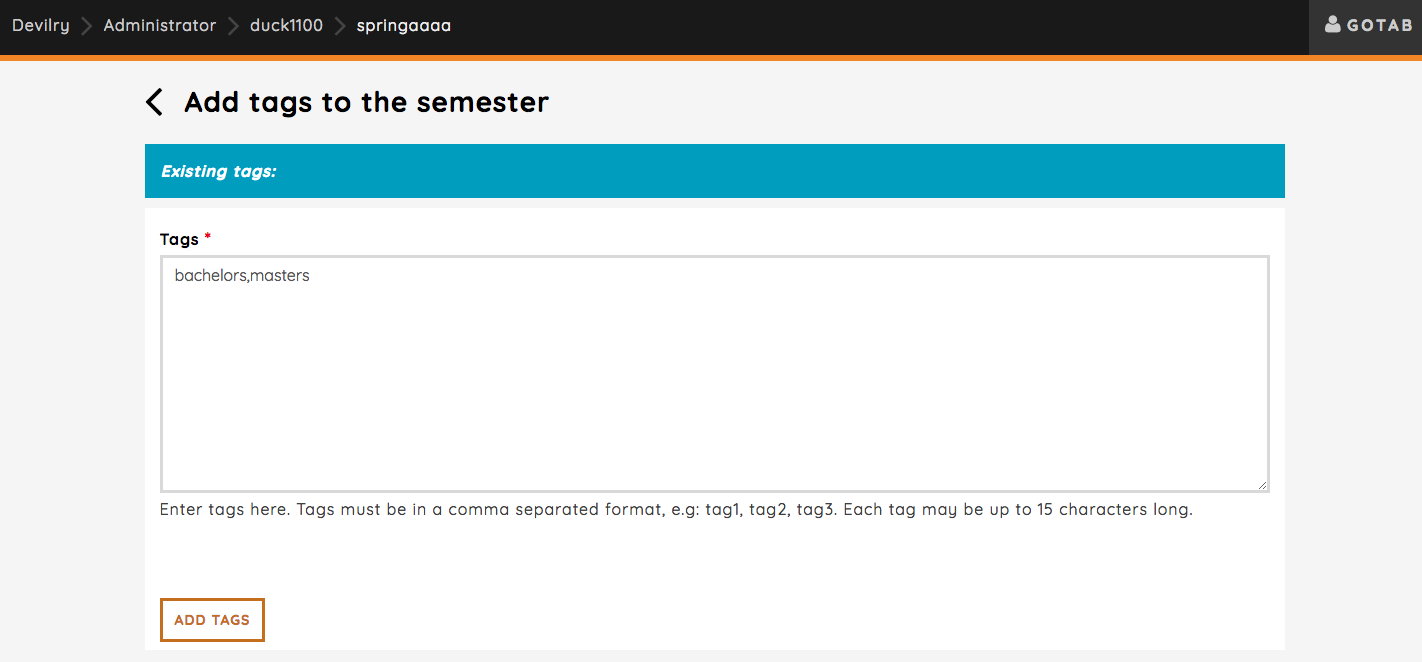 Devilry Administrator duck1100 springaaaa GOTAB
Add tags to the semester
Existing tags:
Tags *
bachelors,masters
Enter tags here. Tags must be in a comma separated format, e.g: tag1, tag2, tag3. Each tag may be up to 15 characters long.
ADD TAGS